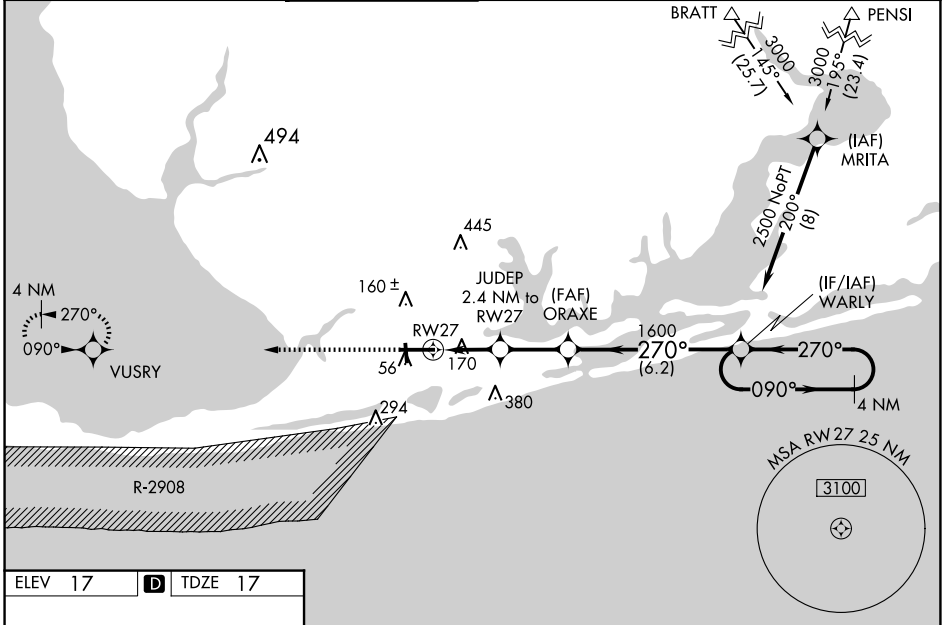 BRATT
PENSI
3000
145°
(25.7)
3000
195°
(23.4)
494
(IAF)
MRITA
2500 NoPT
200°
(8)
445
4 NM
270°
090°
VUSRY
160 ±
JUDEP
2.4 NM to
RW27
(FAF)
ORAXE
(IF/IAF)
WARLY
RW27
56
170
1600
270°
(6.2)
270°
090°
4 NM
294
380
R-2908
MSA RW27 25 NM
3100
ELEV 17 D TDZE 17